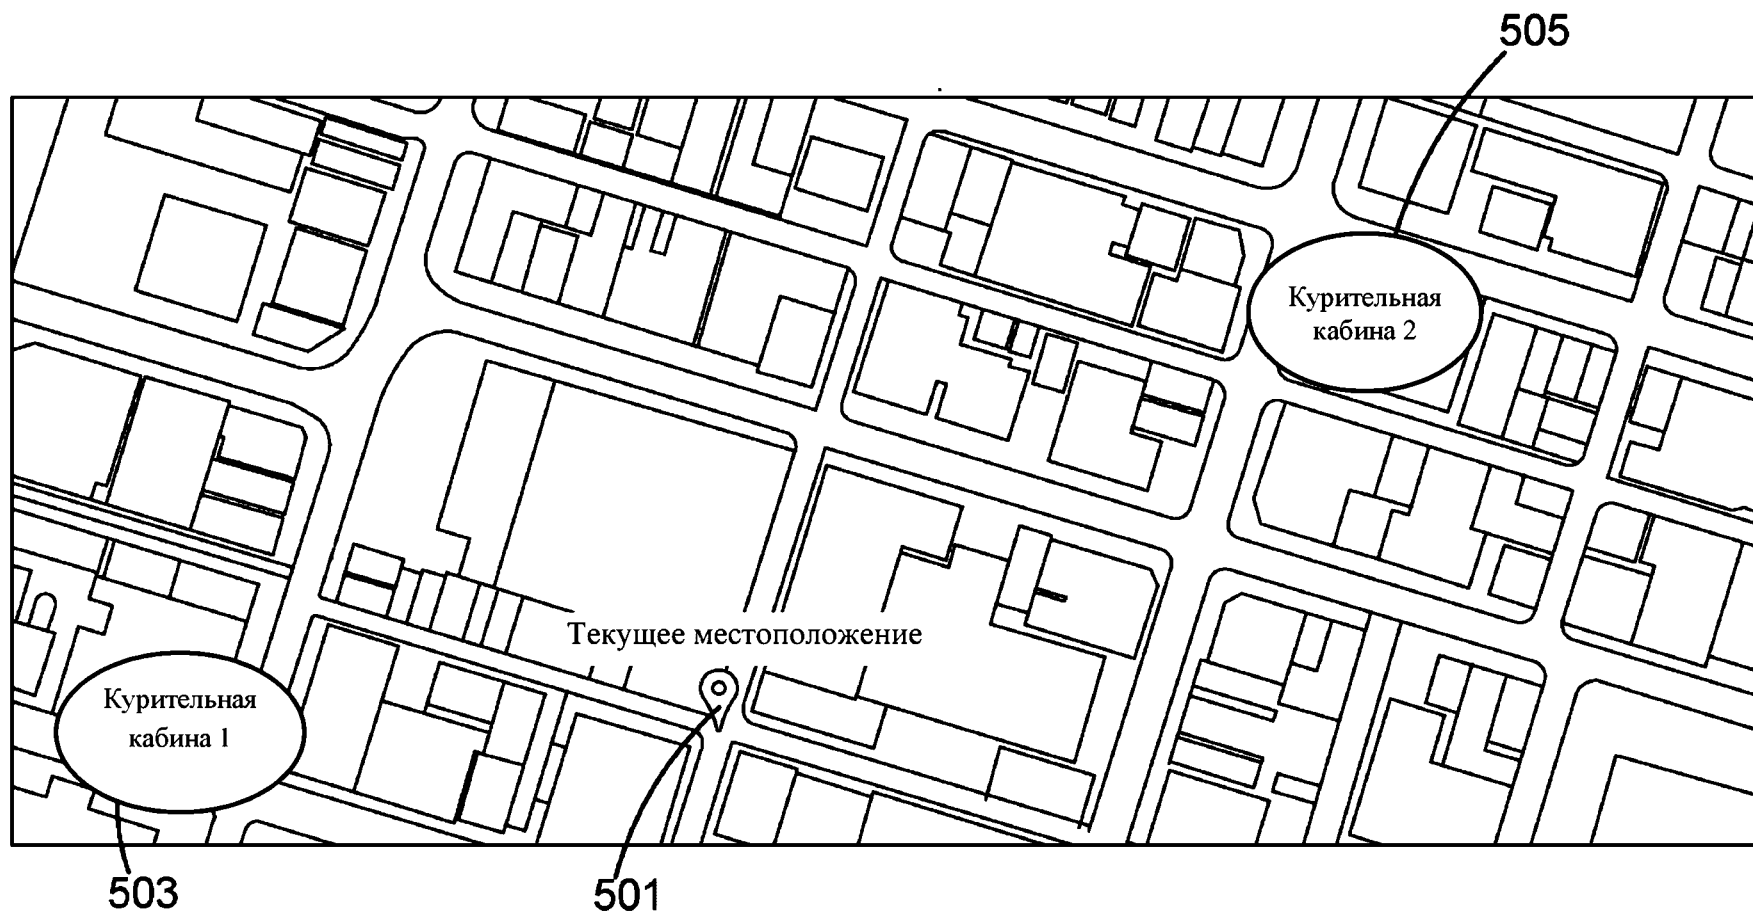 505
Курительная
кабина 2
Текущее местоположение
Курительная
кабина 1
503
501